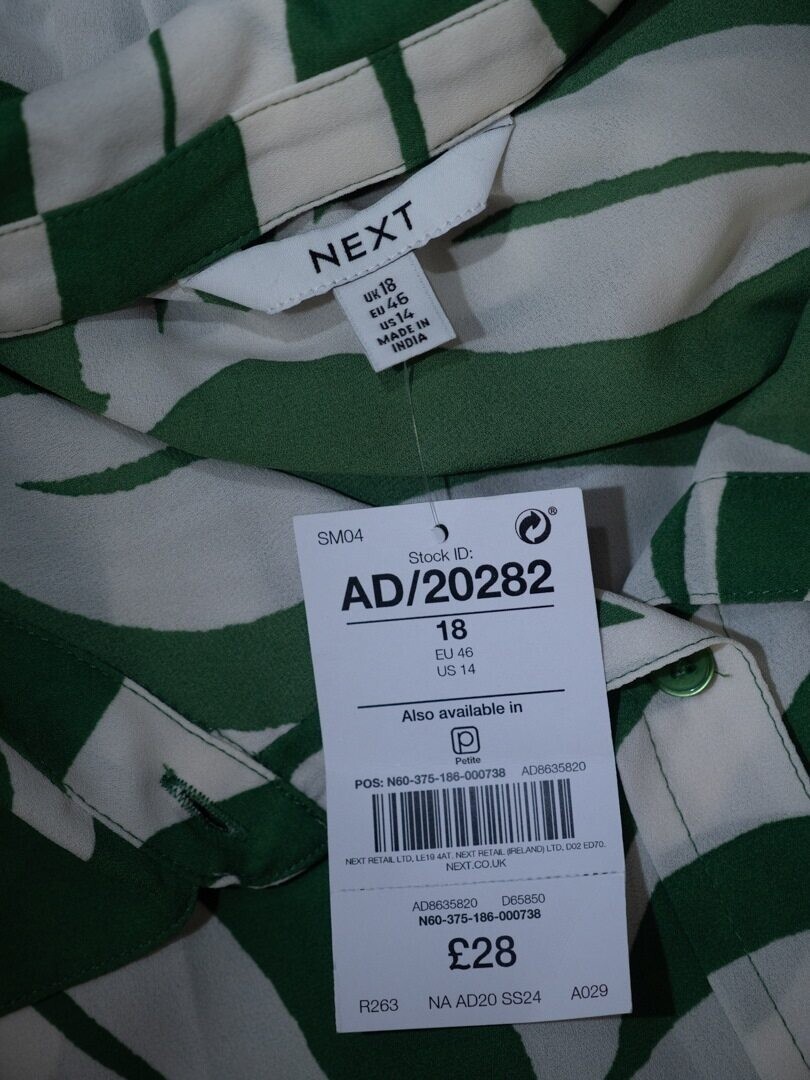 NEXT
UK 18
EU 46
US 14
MADE IN
INDIA
SM04
Stock ID:
AD/20282
18
EU 46
US 14
Also available in
P
Petite
POS: N60-375-186-000738 AD8635820
NEXT RETAIL LTD, LE19 4AT. NEXT RETAIL (IRELAND) LTD, D02 ED70.
NEXT.CO.UK
AD8635820 D65850
N60-375-186-000738
£28
R263 NA AD20 SS24 A029